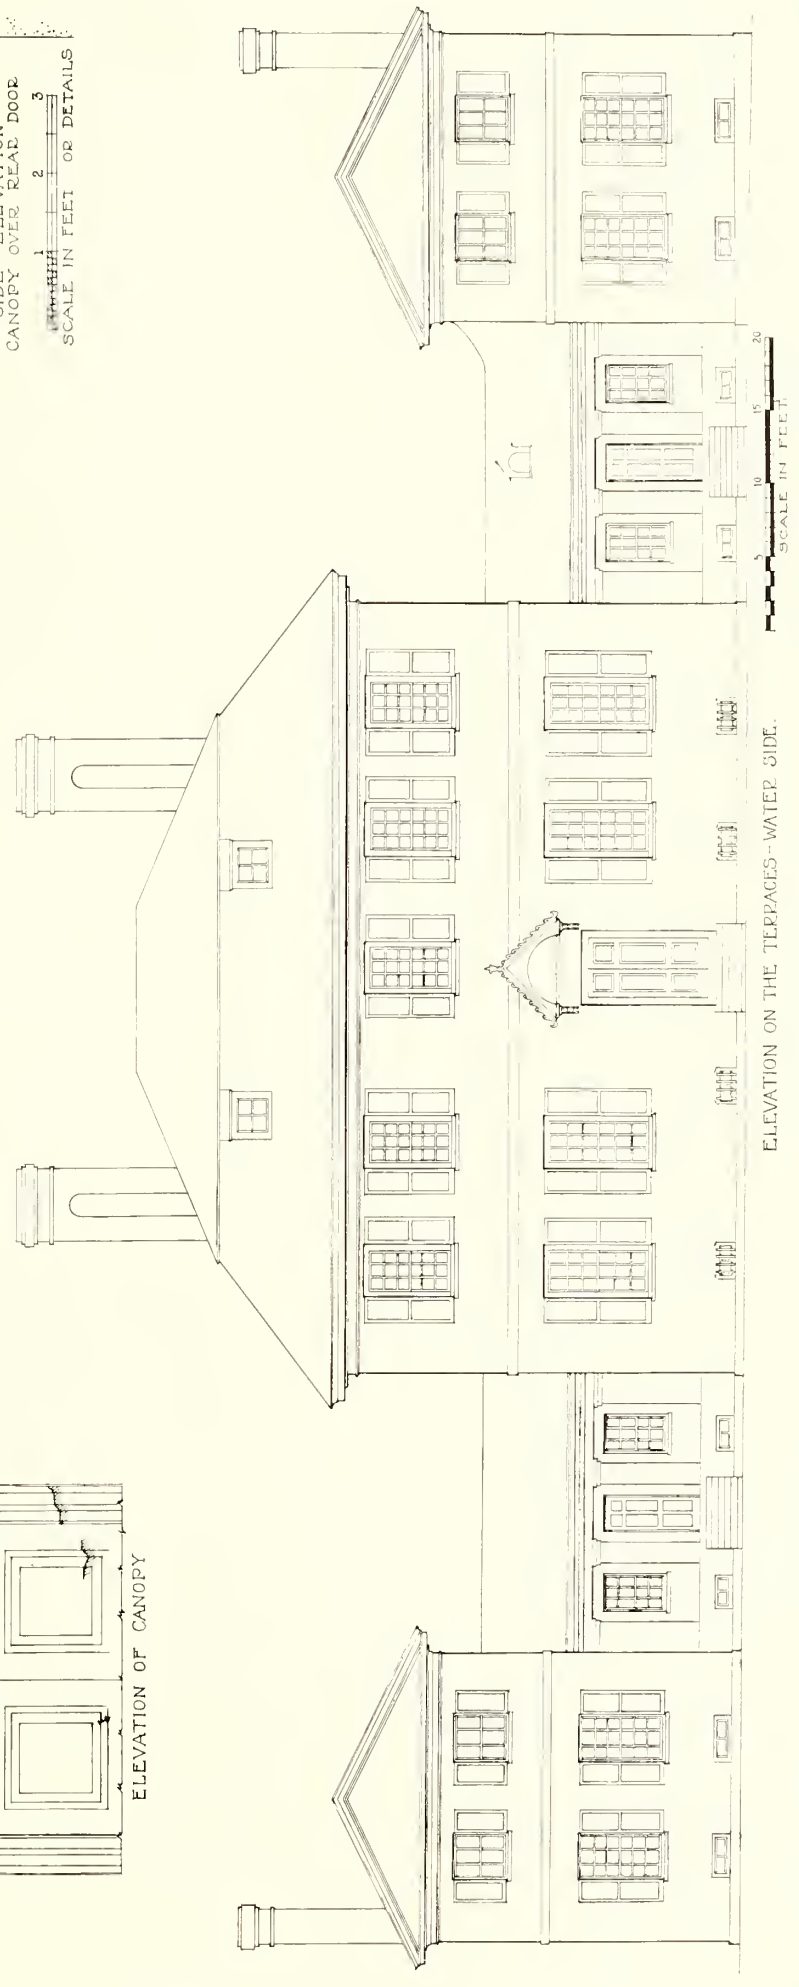 SIDE ELEVATION
CANOPY OVER REAR DOOR
1 2 3
SCALE IN FEET OR DETAILS
ELEVATION OF CANOPY
ELEVATION ON THE TERRACES-WATER SIDE.
5 10 15 20
SCALE IN FEET.